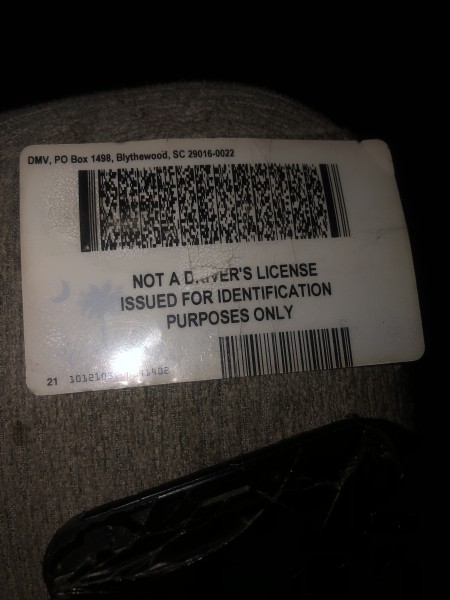 DMV, PO Box 1498, Blythewood, SC 29016-0022
NOT A DRIVER'S LICENSE
ISSUED FOR IDENTIFICATION
PURPOSES ONLY
21